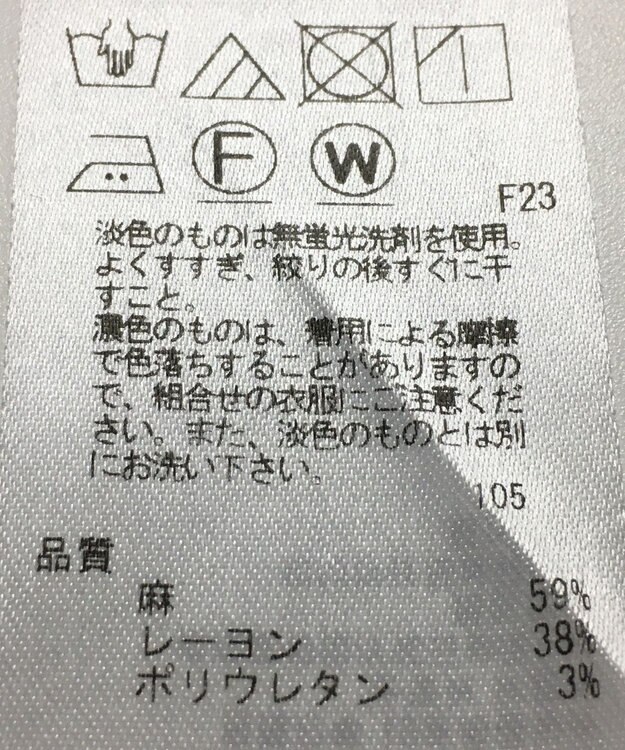 F W
F23
淡色のものは無蛍光洗剤を使用。
よくすすぎ、絞りの後すぐに干
すこと。
濃色のものは、着用による摩擦
で色落ちすることがありますの
で、組合せの衣服にご注意くだ
さい。また、淡色のものとは別
にお洗い下さい。
105
品質
麻 59%
レーヨン 38%
ポリウレタン 3%